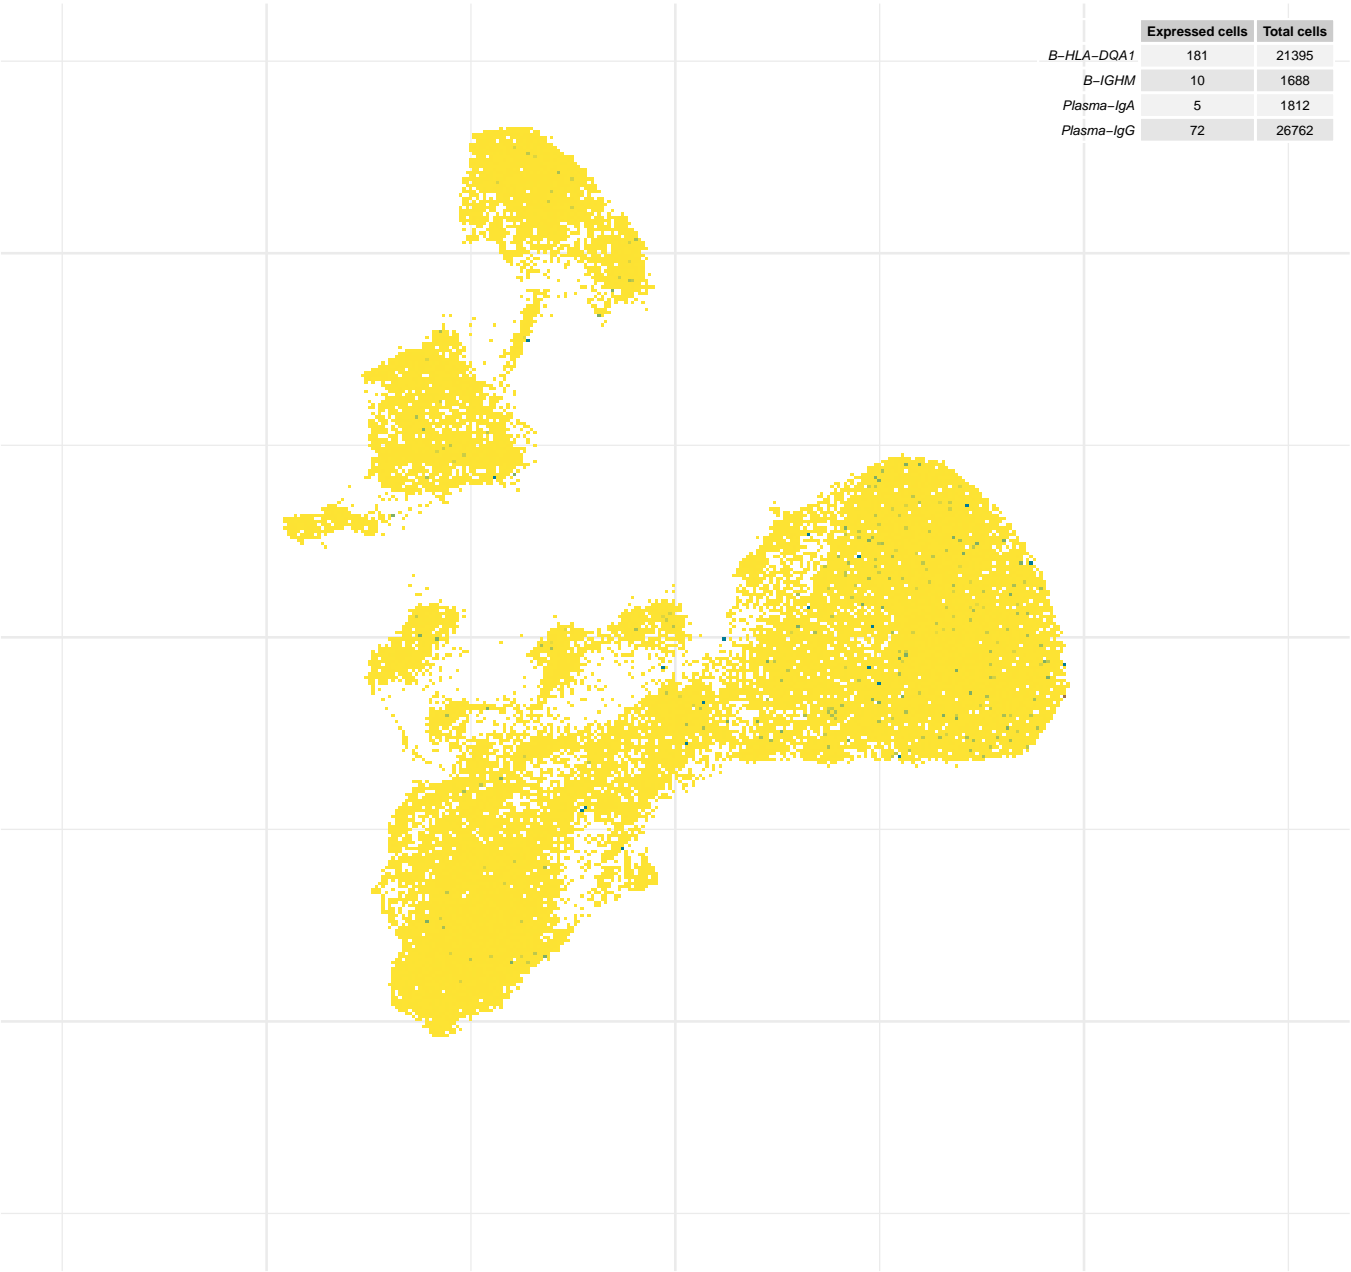 Expressed cells Total cells
B−HLA−DQA1 181 21395
B−IGHM 10 1688
Plasma−IgA 5 1812
Plasma−IgG 72 26762